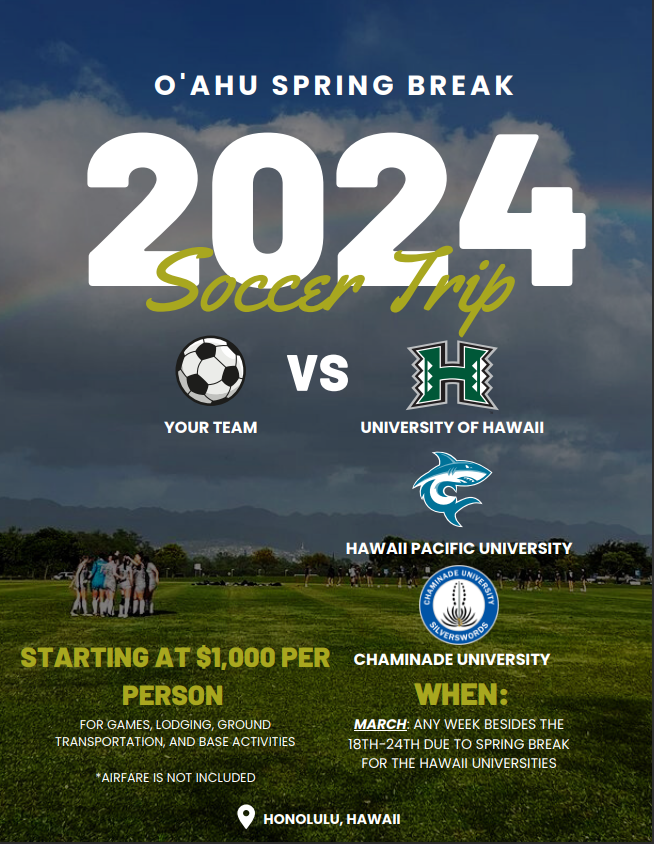 O'AHU SPRING BREAK
2024
Soccer Trip
VS
H
YOUR TEAM
UNIVERSITY OF HAWAII
HAWAII PACIFIC UNIVERSITY
CHAMINADE UNIVERSITY
SILVERSWORDS
CHAMINADE UNIVERSITY
STARTING AT $1,000 PER
PERSON
FOR GAMES, LODGING, GROUND
TRANSPORTATION, AND BASE ACTIVITIES
*AIRFARE IS NOT INCLUDED
WHEN:
MARCH: ANY WEEK BESIDES THE
18TH-24TH DUE TO SPRING BREAK
FOR THE HAWAII UNIVERSITIES
HONOLULU, HAWAII